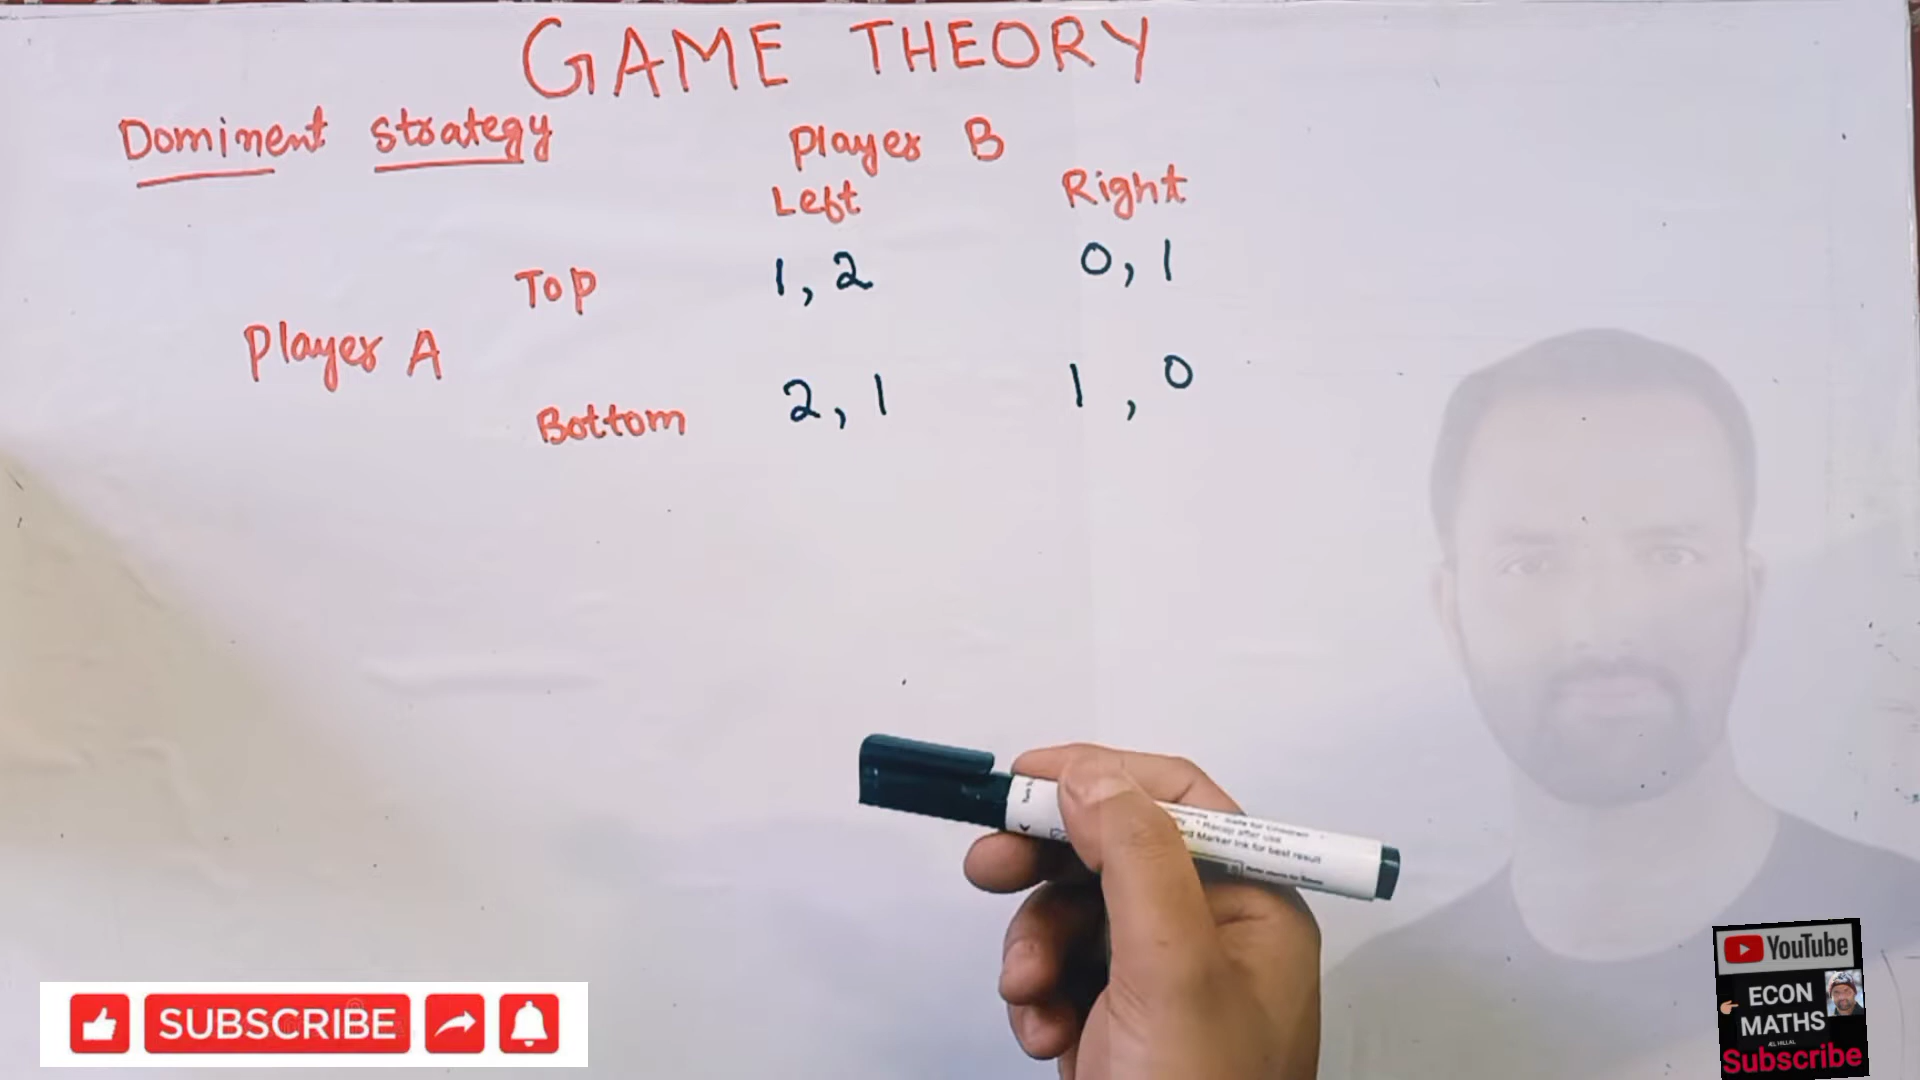 GAME THEORY
Dominent strategy
Player B
Left Right
Top 1, 2 0, 1
Player A
Bottom 2, 1 1, 0
SUBSCRIBE
YouTube
ECON
MATHS
Subscribe